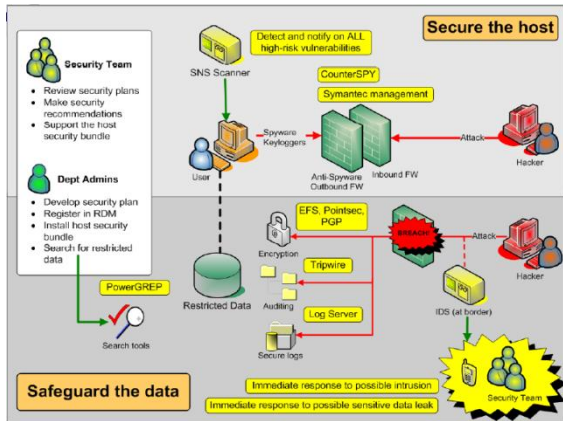 Secure the host
Detect and notify on ALL
high-risk vulnerabilities
SNS Scanner
Security Team
• Review security plans
• Make security
recommendations
• Support the host
security bundle
Dept Admins
• Develop security plan
• Register in RDM
• Install host security
bundle
• Search for restricted
data
CounterSPY
Symantec management
User
Spyware
Keyloggers
Anti-Spyware
Outbound FW
Inbound FW
Attack
Hacker
EFS, Pointsec,
PGP
Encryption
BREACH!
Attack
Hacker
Tripwire
Auditing
Restricted Data
IDS (at border)
PowerGREP
Search tools
Log Server
Secure logs
Safeguard the data
Immediate response to possible intrusion
Immediate response to possible sensitive data leak
Security Team